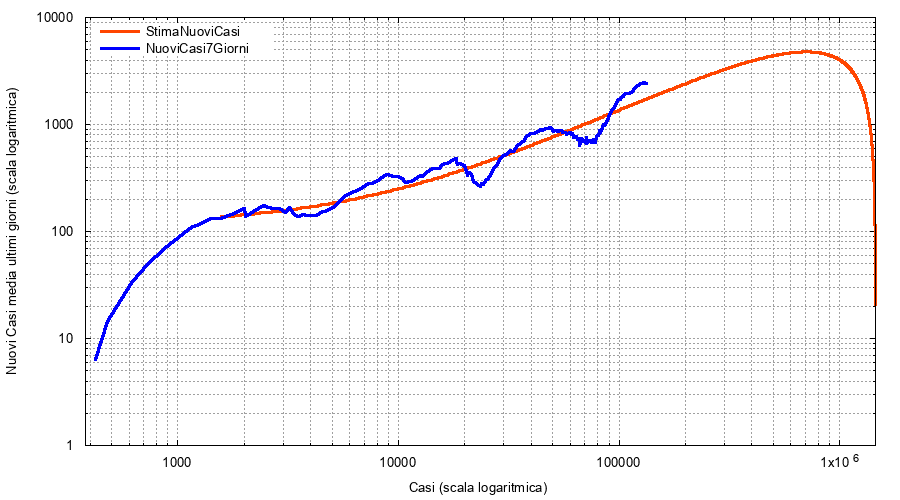 10000
StimaNuoviCasi
NuoviCasi7Giorni
1000
100
10
1
Nuovi Casi media ultimi giorni (scala logaritmica)
1000 10000 100000 1x10 6
Casi (scala logaritmica)